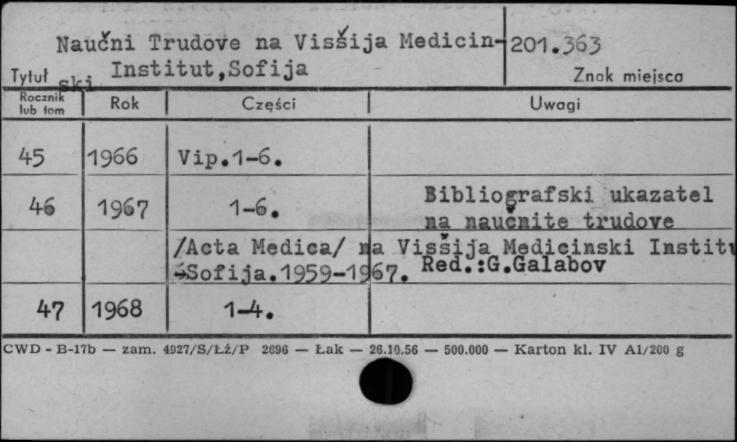 Naučni Trudove na Visšija Medicin- 201.363
Tytuł ski Institut,Sofija Znak miejsca
Rocznik lub tom Rok Części Uwagi
45 1966 Vip.1-6.
46 1967 1-6. Bibliografski ukazatel
na naučnite trudove
/Acta Medica/ na Visšija Medicinski Institu
-Sofija.1959-1967. Red.:G.Galabov
47 1968 1-4.
CWD - B-17b — zam. 4927/S/Łż/P 2696 — Łak — 26.10.56 — 500.000 — Karton kl. IV A1/200 g